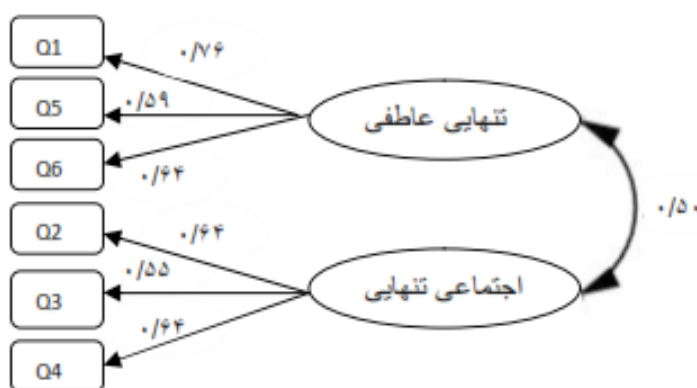 Q1
۰/۷۶
Q5
۰/۵۹
تنهایی عاطفی
Q6
۰/۶۴
۰/۵۰
Q2
۰/۶۴
Q3
۰/۵۵
اجتماعی تنهایی
Q4
۰/۶۴